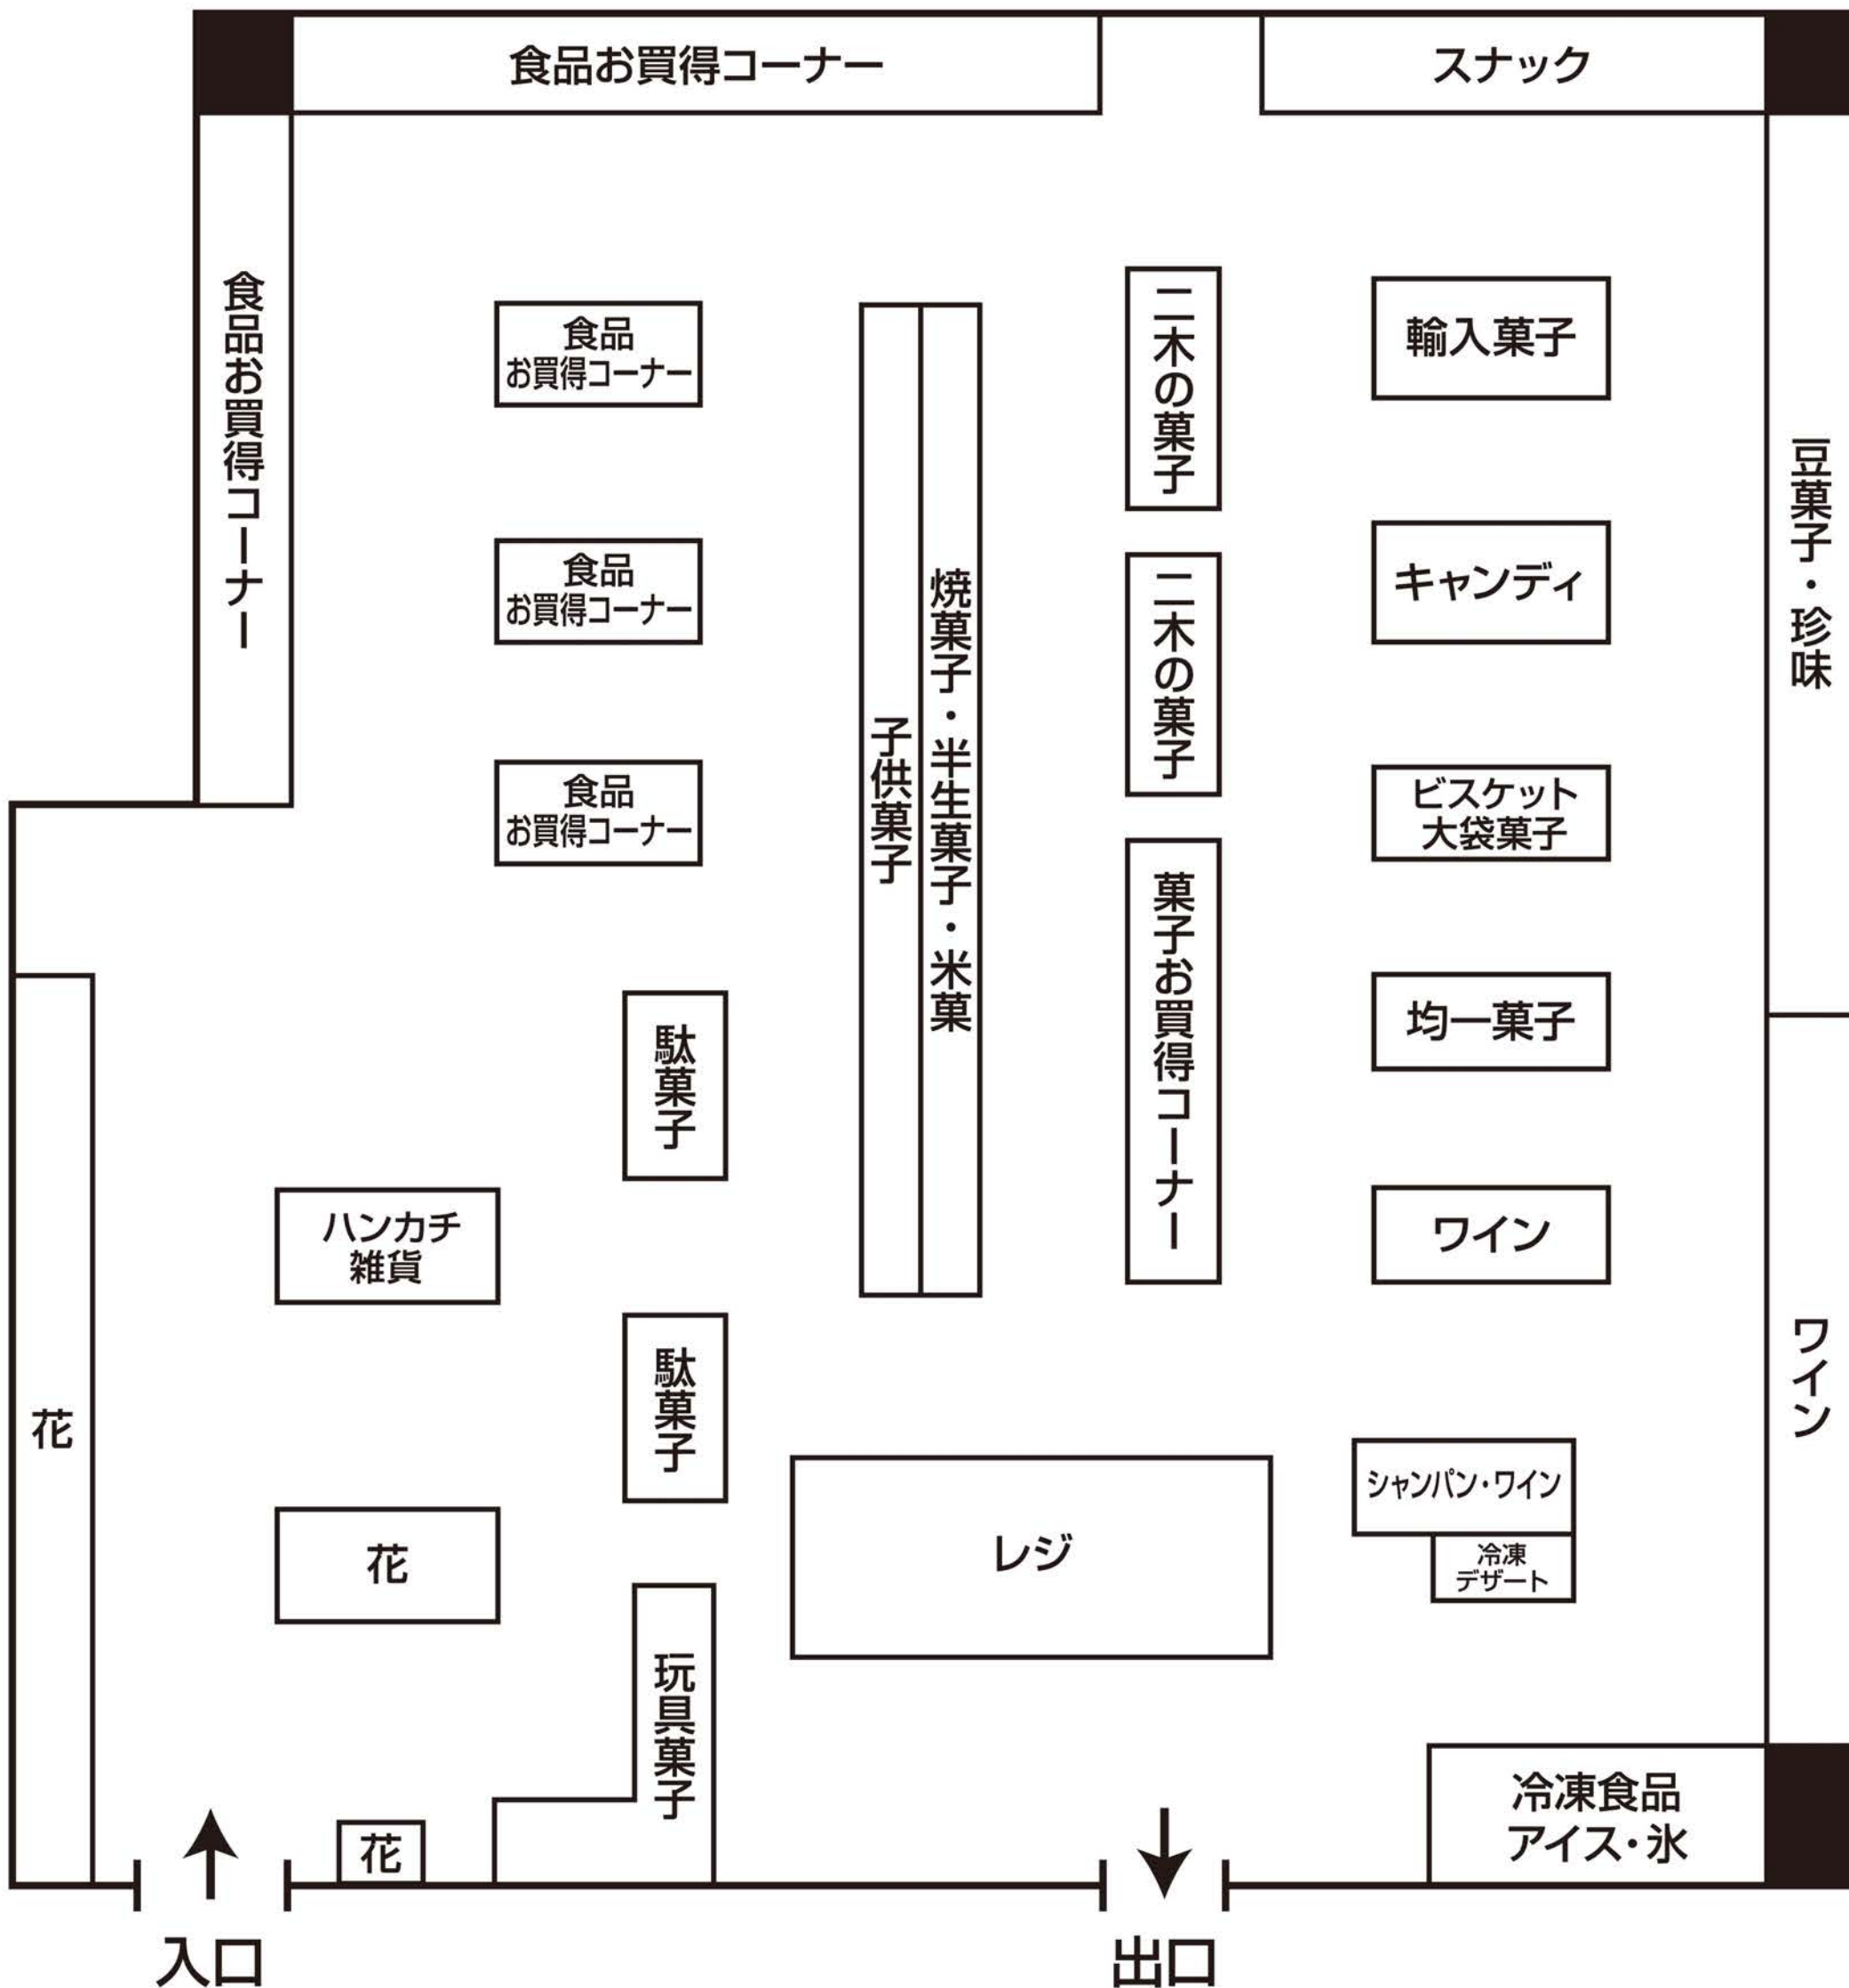 食品お買得コーナー
スナック
食品お買得コーナー
食品
お買得コーナー
食品
お買得コーナー
食品
お買得コーナー
子供菓子
焼菓子・半生菓子・米菓
二木の菓子
二木の菓子
菓子お買得コーナー
輸入菓子
キャンディ
ビスケット
大袋菓子
均一菓子
ワイン
豆菓子・珍味
ワイン
駄菓子
駄菓子
ハンカチ
雑貨
花
花
花
玩具菓子
レジ
シャンパン・ワイン
冷凍
デザート
冷凍食品
アイス・氷
入口
出口